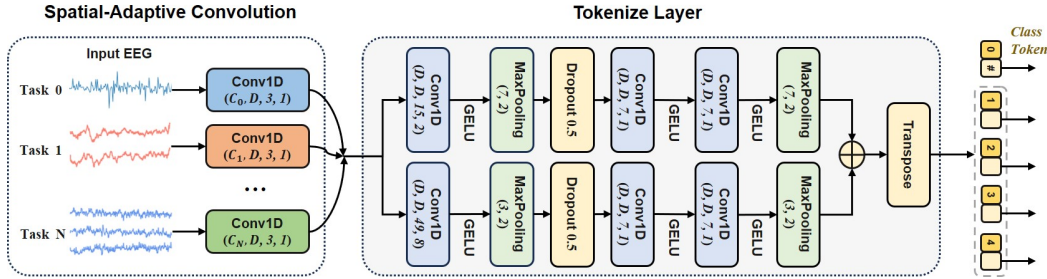 Spatial-Adaptive Convolution
Tokenize Layer
Input EEG
Task 0
Conv1D
(C₀, D, 3, 1)
Task 1
Conv1D
(C₁, D, 3, 1)
...
Task N
Conv1D
(C_N, D, 3, 1)
Conv1D
(D, D, 15, 2)
GELU
MaxPooling
(7, 2)
Dropout 0.5
Conv1D
(D, D, 7, 1)
GELU
Conv1D
(D, D, 7, 1)
GELU
MaxPooling
(7, 2)
Conv1D
(D, D, 49, 8)
GELU
MaxPooling
(3, 2)
Dropout 0.5
Conv1D
(D, D, 7, 1)
GELU
Conv1D
(D, D, 7, 1)
GELU
MaxPooling
(3, 2)
Transpose
Class
Token
0
#
1
2
3
4